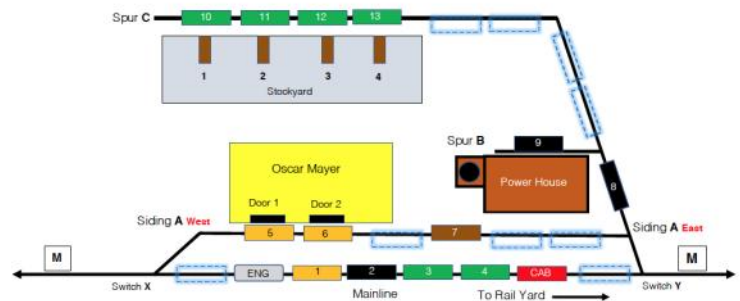 Spur C
10 11 12 13
1 2 3 4
Stockyard
Spur B
9
Oscar Mayer
Power House
8
Door 1 Door 2
Siding A West
5 6 7
Siding A East
M
M
ENG 1 2 3 4 CAB
Switch X
Mainline
To Rail Yard
Switch Y